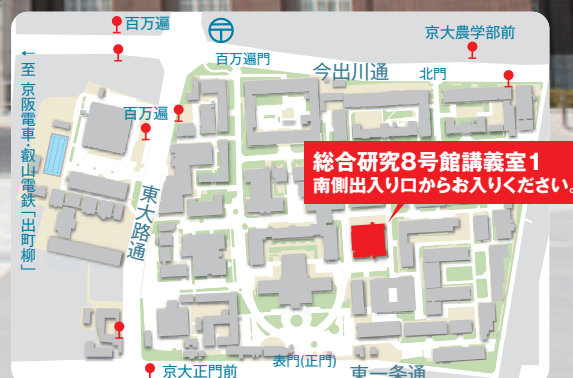 百万遍
京大農学部前
百万遍門
今出川通
北門
←至 京阪電車・叡山電鉄「出町柳」
百万遍
総合研究8号館講義室1
南側出入り口からお入りください。
東大路通
表門(正門)
京大正門前
東一条通